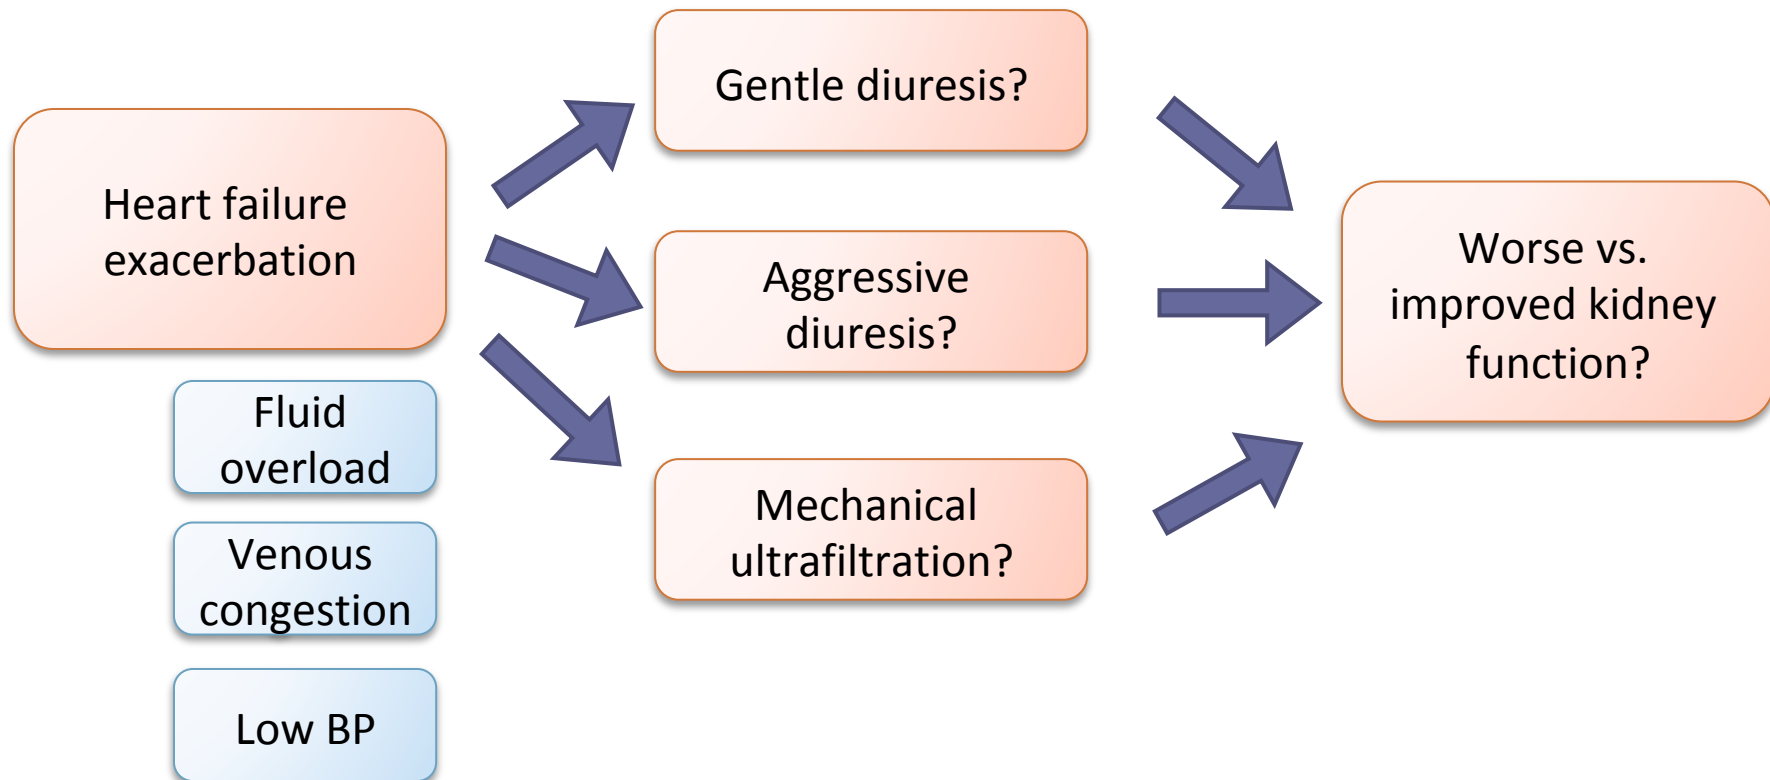 Heart failure
exacerbation
Fluid
overload
Venous
congestion
Low BP
Gentle diuresis?
Aggressive
diuresis?
Mechanical
ultrafiltration?
Worse vs.
improved kidney
function?